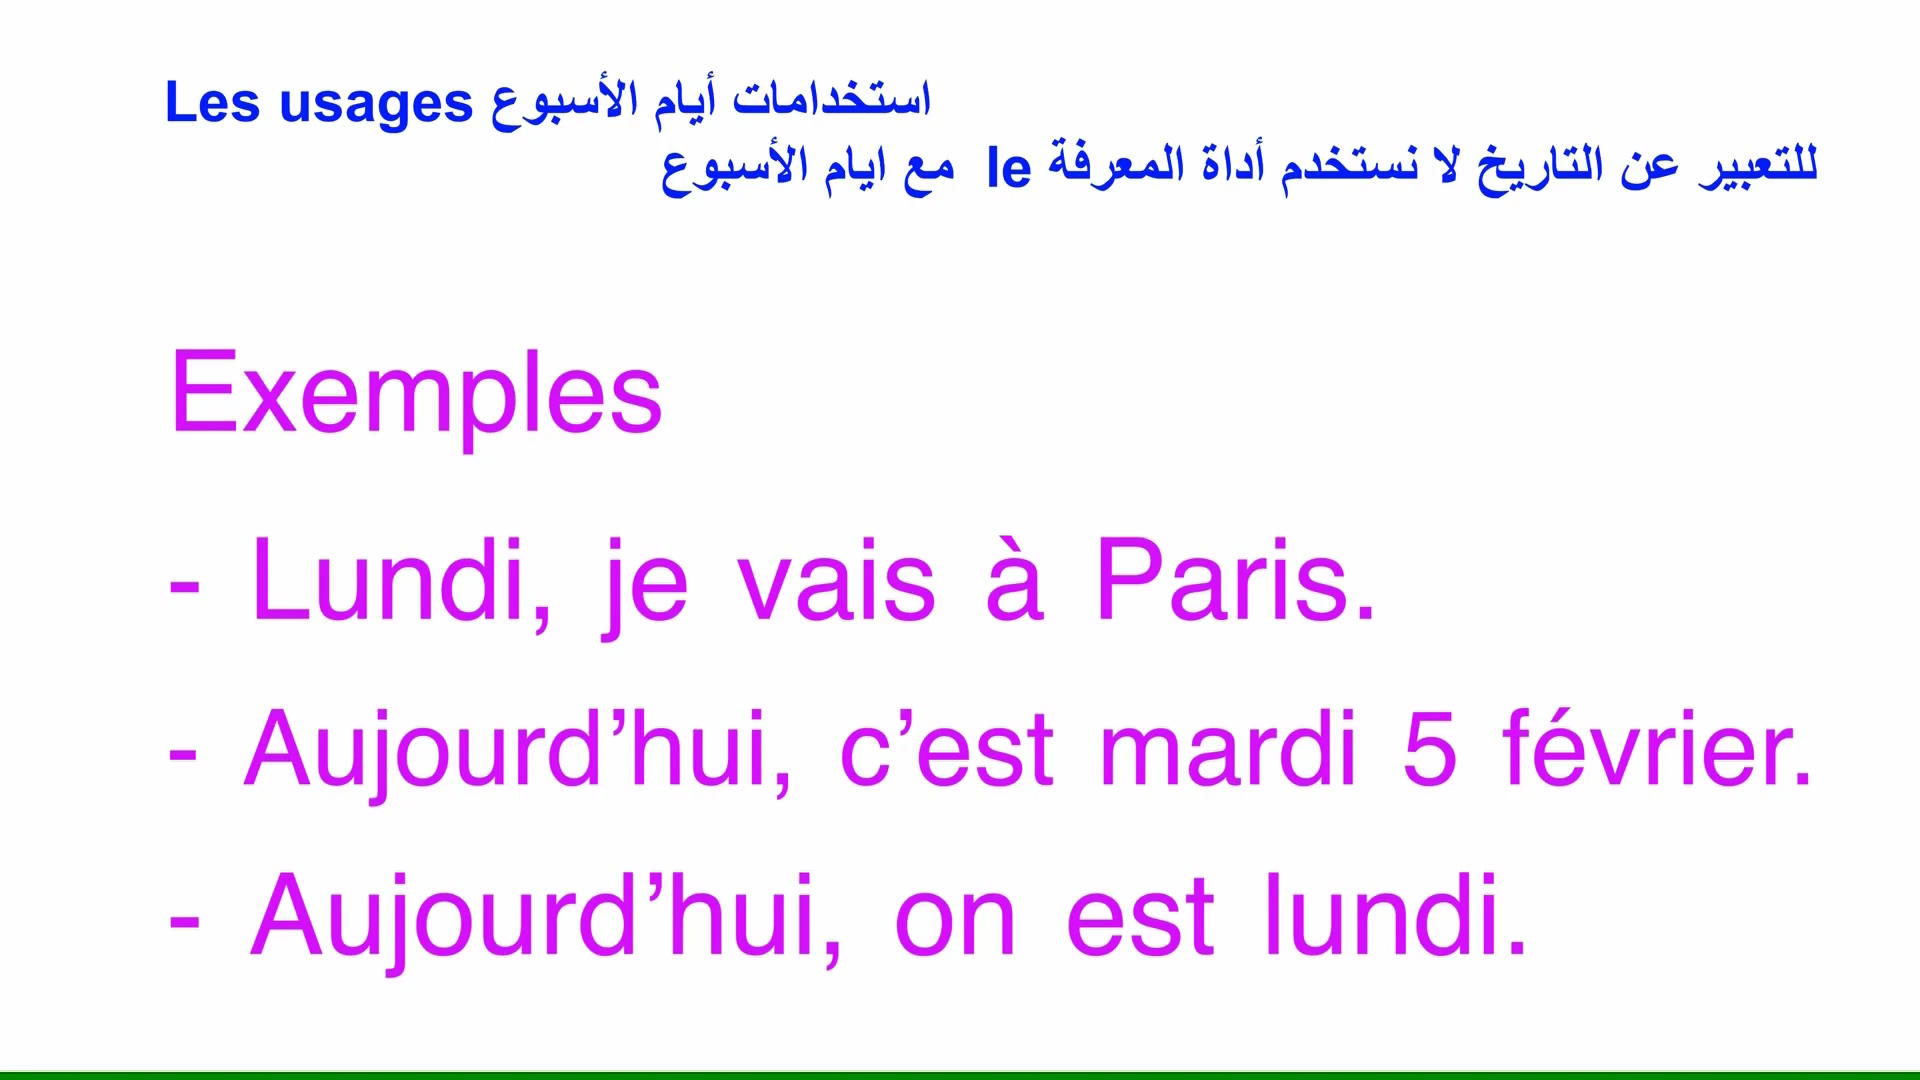 Les usages استخدامات أيام الأسبوع
للتعبير عن التاريخ لا نستخدم أداة المعرفة le مع ايام الأسبوع
Exemples
- Lundi, je vais à Paris.
- Aujourd’hui, c’est mardi 5 février.
- Aujourd’hui, on est lundi.